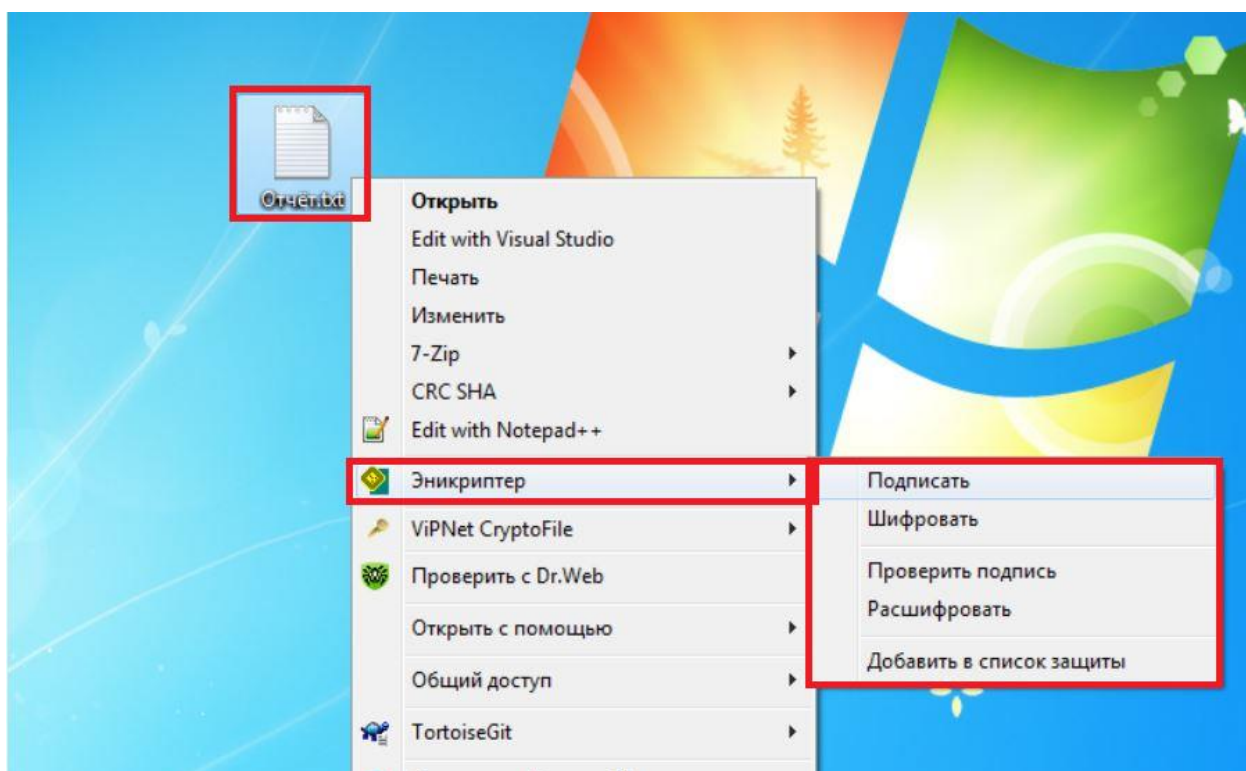 Отчёт.txt
Открыть
Edit with Visual Studio
Печать
Изменить
7-Zip
CRC SHA
Edit with Notepad++
Эникриптер
ViPNet CryptoFile
Проверить с Dr.Web
Открыть с помощью
Общий доступ
TortoiseGit
Подписать
Шифровать
Проверить подпись
Расшифровать
Добавить в список защиты